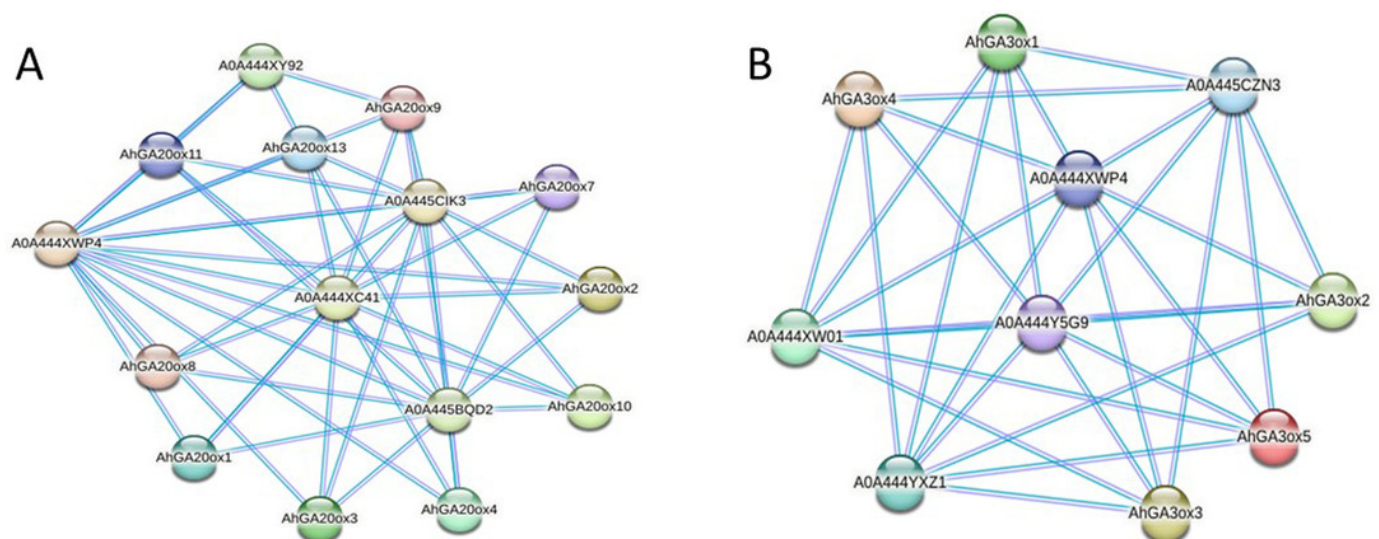 A
A0A444XY92
AhGA20ox9
AhGA20ox11
AhGA20ox13
AhGA20ox7
A0A445CIK3
A0A444XWP4
AhGA20ox2
A0A444XC41
AhGA20ox8
A0A445BQD2
AhGA20ox10
AhGA20ox1
AhGA20ox3
AhGA20ox4
B
AhGA3ox1
A0A445CZN3
AhGA3ox4
A0A444XWP4
AhGA3ox2
A0A444Y5G9
A0A444XW01
AhGA3ox5
A0A444YXZ1
AhGA3ox3